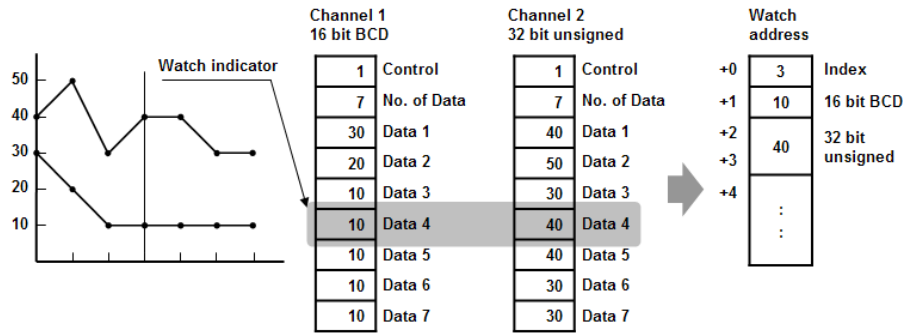 Channel 1
16 bit BCD
Channel 2
32 bit unsigned
Watch
address
Watch indicator
50
40
30
20
10
1 Control
7 No. of Data
30 Data 1
20 Data 2
10 Data 3
10 Data 4
10 Data 5
10 Data 6
10 Data 7
1 Control
7 No. of Data
40 Data 1
50 Data 2
30 Data 3
40 Data 4
40 Data 5
30 Data 6
30 Data 7
+0 3 Index
+1 10 16 bit BCD
+2
+3
40
32 bit
unsigned
+4
:
: